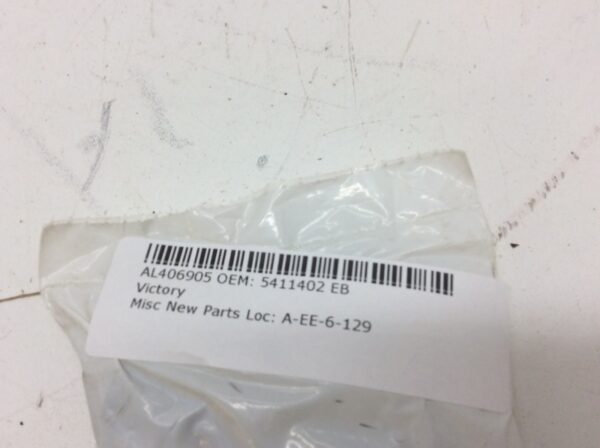 AL406905 OEM: 5411402 EB
Victory
Misc New Parts Loc: A-EE-6-129